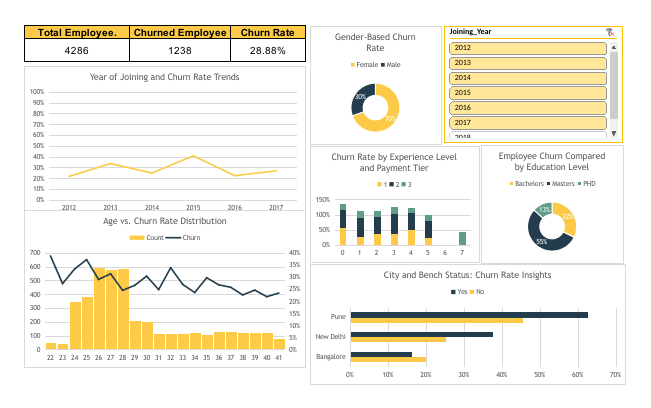 Total Employee.
Churned Employee
Churn Rate
4286
1238
28.88%
Year of Joining and Churn Rate Trends
100%
90%
80%
70%
60%
50%
40%
30%
20%
10%
0%
2012 2013 2014 2015 2016 2017
Age vs. Churn Rate Distribution
Count Churn
700
600
500
400
300
200
100
0
40%
35%
30%
25%
20%
15%
10%
5%
0%
22 23 24 25 26 27 28 29 30 31 32 33 34 35 36 37 38 39 40 41
Gender-Based Churn
Rate
Female Male
30%
70%
Joining_Year
2012
2013
2014
2015
2016
2017
2018
Churn Rate by Experience Level
and Payment Tier
1 2 3
150%
100%
50%
0%
0 1 2 3 4 5 6 7
Employee Churn Compared
by Education Level
Bachelors Masters PHD
13%
32%
55%
City and Bench Status: Churn Rate Insights
Yes No
Pune
New Delhi
Bangalore
0% 10% 20% 30% 40% 50% 60% 70%